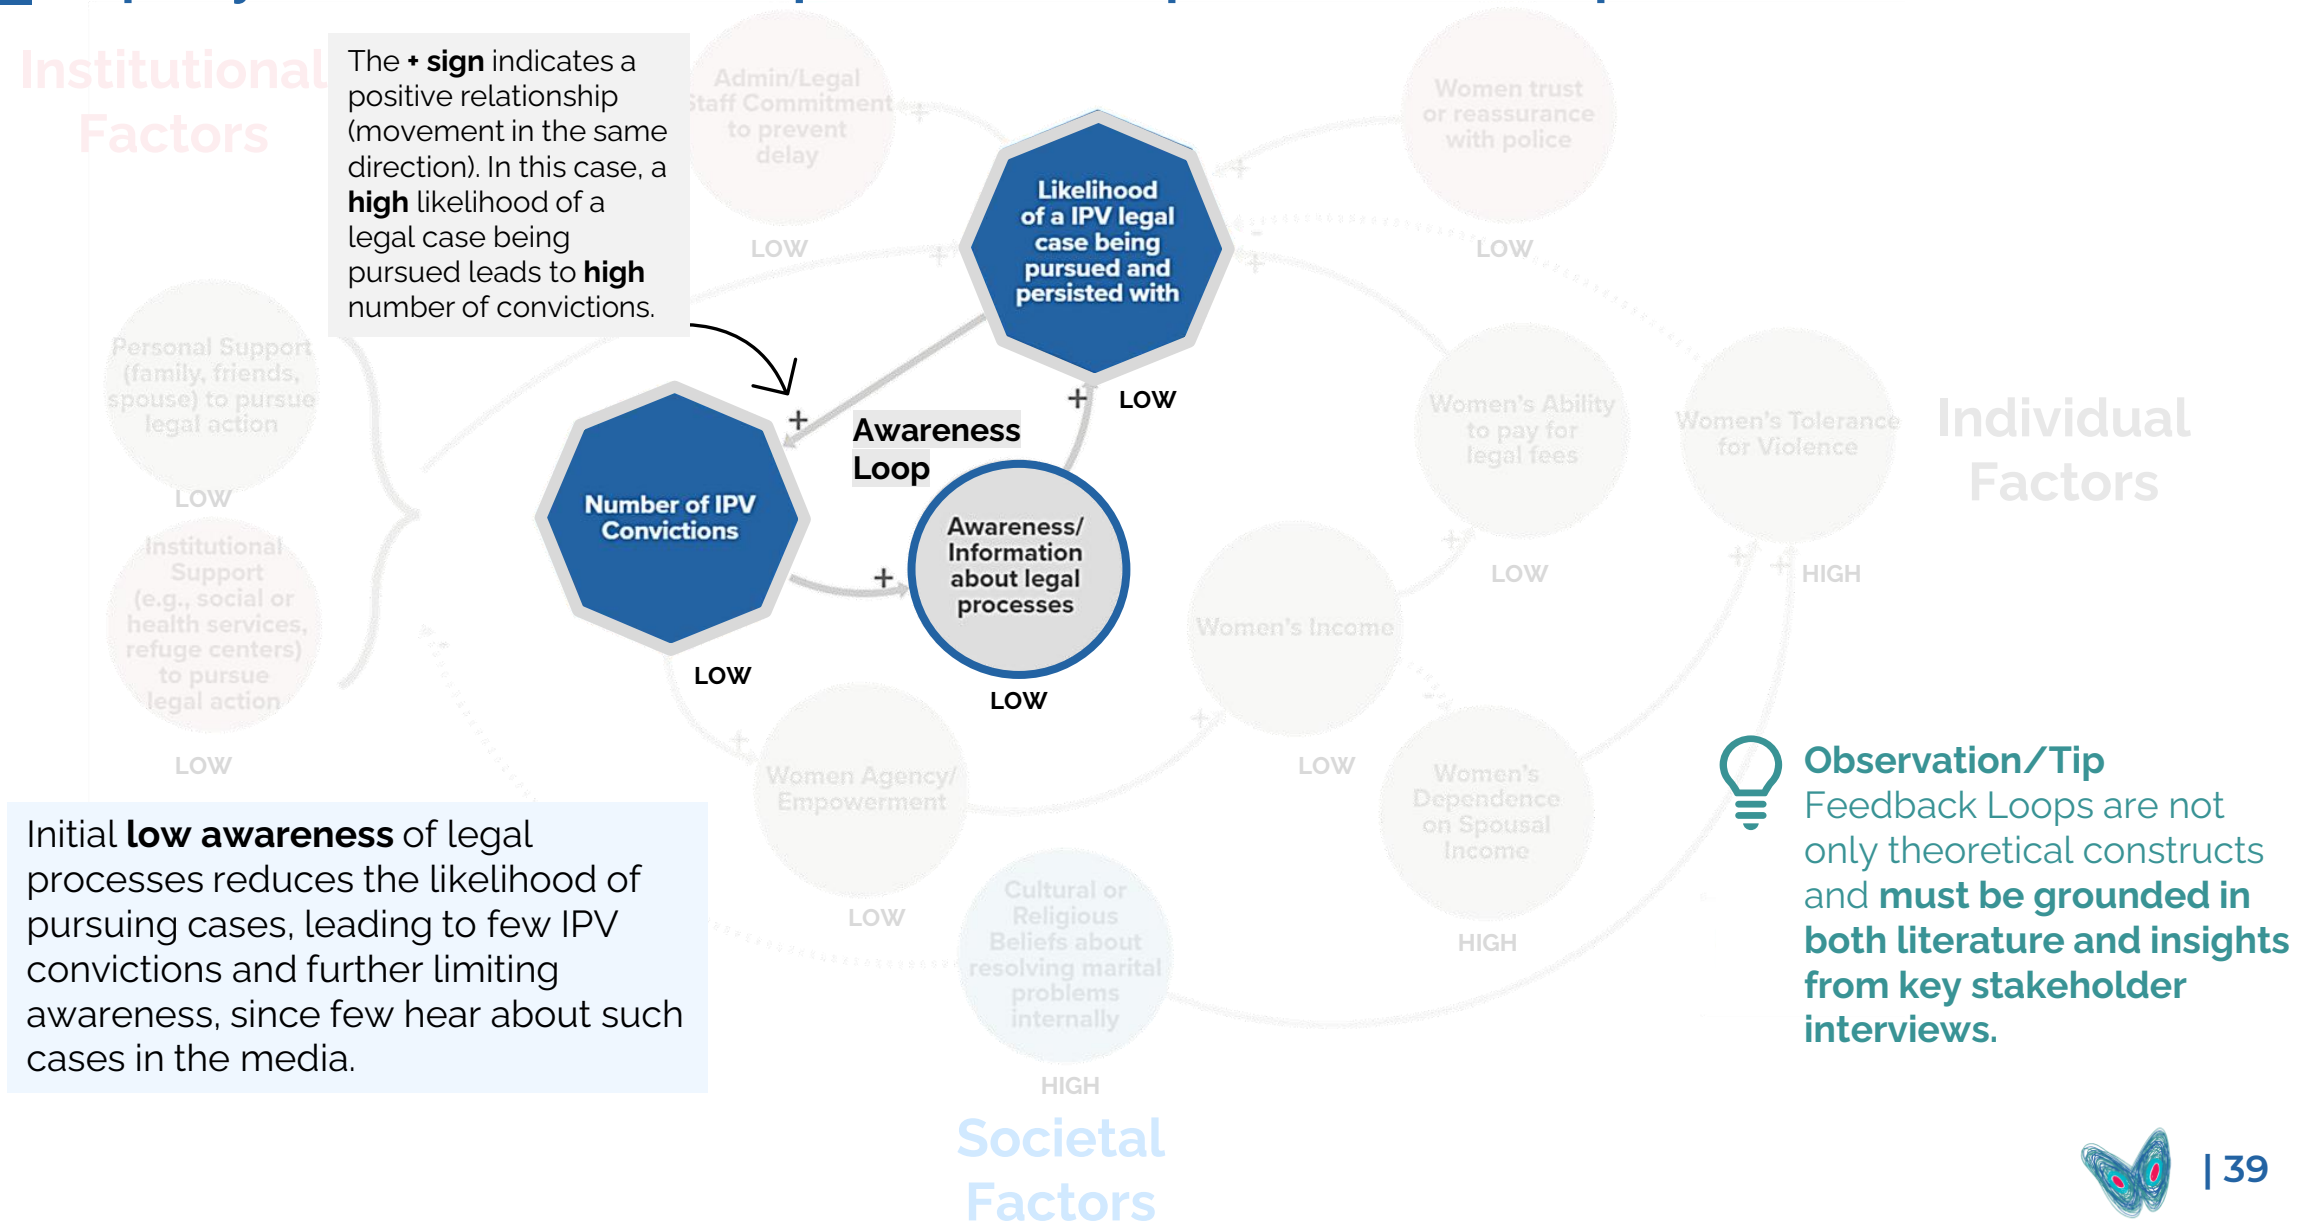 Institutional
Factors
The + sign indicates a
positive relationship
(movement in the same
direction). In this case, a
high likelihood of a
legal case being
pursued leads to high
number of convictions.
Admin/Legal
Staff Commitment
to prevent
delay
LOW
+
Women trust
or reassurance
with police
LOW
+
Likelihood
of a IPV legal
case being
pursued and
persisted with
LOW
+
-
+
+
Personal Support
(family, friends,
spouse) to pursue
legal action
LOW
Institutional
Support
(e.g., social or
health services,
refuge centers)
to pursue
legal action
LOW
-
+
Awareness
Loop
Number of IPV
Convictions
LOW
+
Awareness/
Information
about legal
processes
LOW
Women's Ability
to pay for
legal fees
LOW
+
Women's Tolerance
for Violence
HIGH
+
+
Individual
Factors
Women's Income
LOW
+
-
Women Agency/
Empowerment
LOW
+
Women's
Dependence
on Spousal
Income
HIGH
Cultural or
Religious
Beliefs about
resolving marital
problems
internally
HIGH
Societal
Factors
Initial low awareness of legal
processes reduces the likelihood of
pursuing cases, leading to few IPV
convictions and further limiting
awareness, since few hear about such
cases in the media.
Observation/Tip
Feedback Loops are not
only theoretical constructs
and must be grounded in
both literature and insights
from key stakeholder
interviews.
| 39